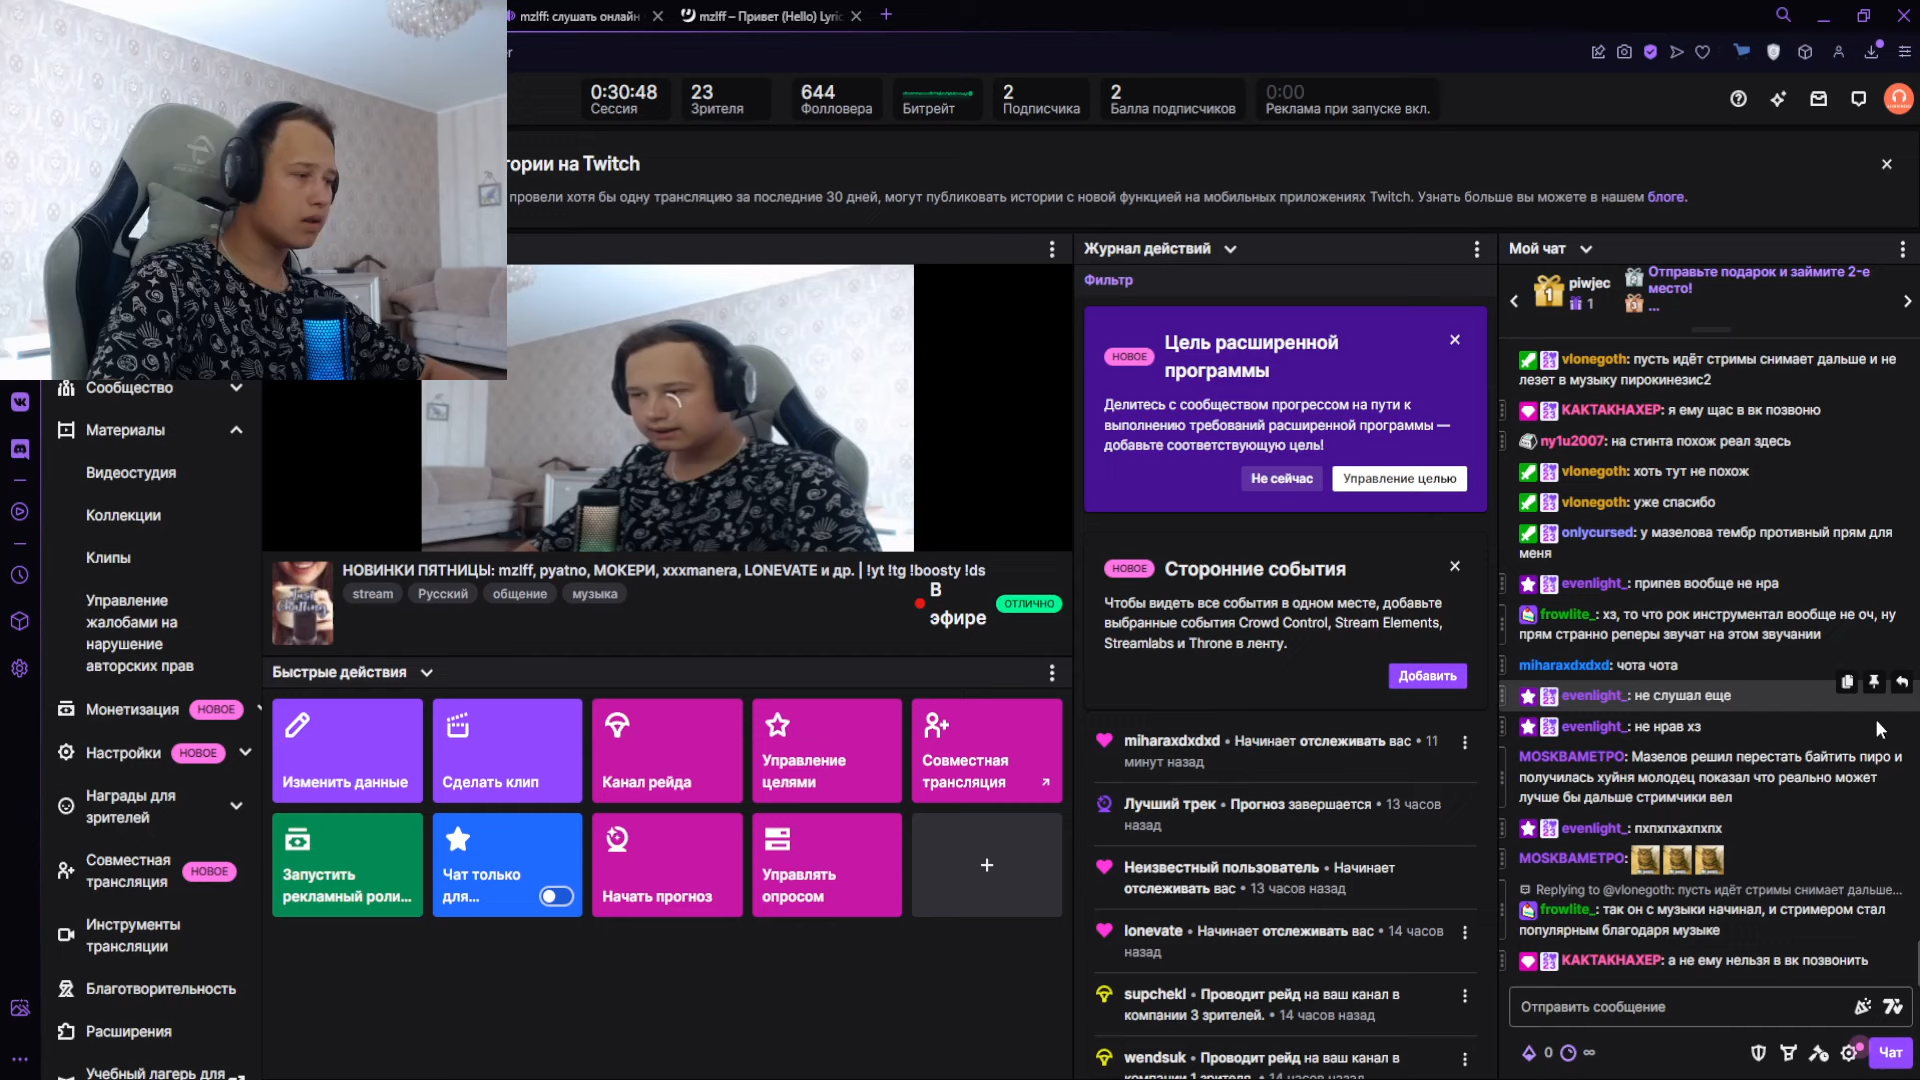 mzlff: слушать онлайн
mzlff – Привет (Hello) Lyric
0:30:48
Сессия
23
Зрителя
644
Фолловера
Битрейт
2
Подписчика
2
Балла подписчиков
0:00
Реклама при запуске вкл.
тории на Twitch
провели хотя бы одну трансляцию за последние 30 дней, могут публиковать истории с новой функцией на мобильных приложениях Twitch. Узнать больше вы можете в нашем блоге.
Сообщество
Материалы
Видеостудия
Коллекции
Клипы
Управление
жалобами на
нарушение
авторских прав
Монетизация НОВОЕ
Настройки НОВОЕ
Награды для
зрителей
Совместная
трансляция
НОВОЕ
Инструменты
трансляции
Благотворительность
Расширения
Учебный лагерь для
НОВИНКИ ПЯТНИЦЫ: mzlff, pyatno, МОКЕРИ, xxxmanera, LONEVATE и др. | !yt !tg !boosty !ds
stream Русский общение музыка
В
эфире
ОТЛИЧНО
Быстрые действия
Изменить данные
Сделать клип
Канал рейда
Управление
целями
Совместная
трансляция
Запустить
рекламный роли...
Чат только
для...
Начать прогноз
Управлять
опросом
Журнал действий
Фильтр
НОВОЕ
Цель расширенной
программы
Делитесь с сообществом прогрессом на пути к
выполнению требований расширенной программы —
добавьте соответствующую цель!
Не сейчас
Управление целью
НОВОЕ
Сторонние события
Чтобы видеть все события в одном месте, добавьте
выбранные события Crowd Control, Stream Elements,
Streamlabs и Throne в ленту.
Добавить
miharaxdxdxd • Начинает отслеживать вас • 11
минут назад
Лучший трек • Прогноз завершается • 13 часов
назад
Неизвестный пользователь • Начинает
отслеживать вас • 13 часов назад
lonevate • Начинает отслеживать вас • 14 часов
назад
supchekl • Проводит рейд на ваш канал в
компании 3 зрителей. • 14 часов назад
wendsuk • Проводит рейд на ваш канал в
компании 1 зрителя. • 14 часов назад
Мой чат
1
piwjec
1
2
Отправьте подарок и займите 2-е
место!
3
...
vlonegoth: пусть идёт стримы снимает дальше и не
лезет в музыку пирокинезис2
KAKTAKHAXEP: я ему щас в вк позвоню
ny1u2007: на стинта похож реал здесь
vlonegoth: хоть тут не похож
vlonegoth: уже спасибо
onlycursed: у мазелова тембр противный прям для
меня
evenlight_: припев вообще не нра
frowlite_: хз, то что рок инструментал вообще не оч, ну
прям странно реперы звучат на этом звучании
miharaxdxdxd: чота чота
evenlight_: не слушал еще
evenlight_: не нрав хз
MOSKBAMETPO: Мазелов решил перестать байтить пиро и
получилась хуйня молодец показал что реально может
лучше бы дальше стримчики вел
evenlight_: пхпхпхахпхпх
MOSKBAMETPO:
Replying to @vlonegoth: пусть идёт стримы снимает дальше...
frowlite_: так он с музыки начинал, и стримером стал
популярным благодаря музыке
KAKTAKHAXEP: а не ему нельзя в вк позвонить
Отправить сообщение
0
∞
Чат